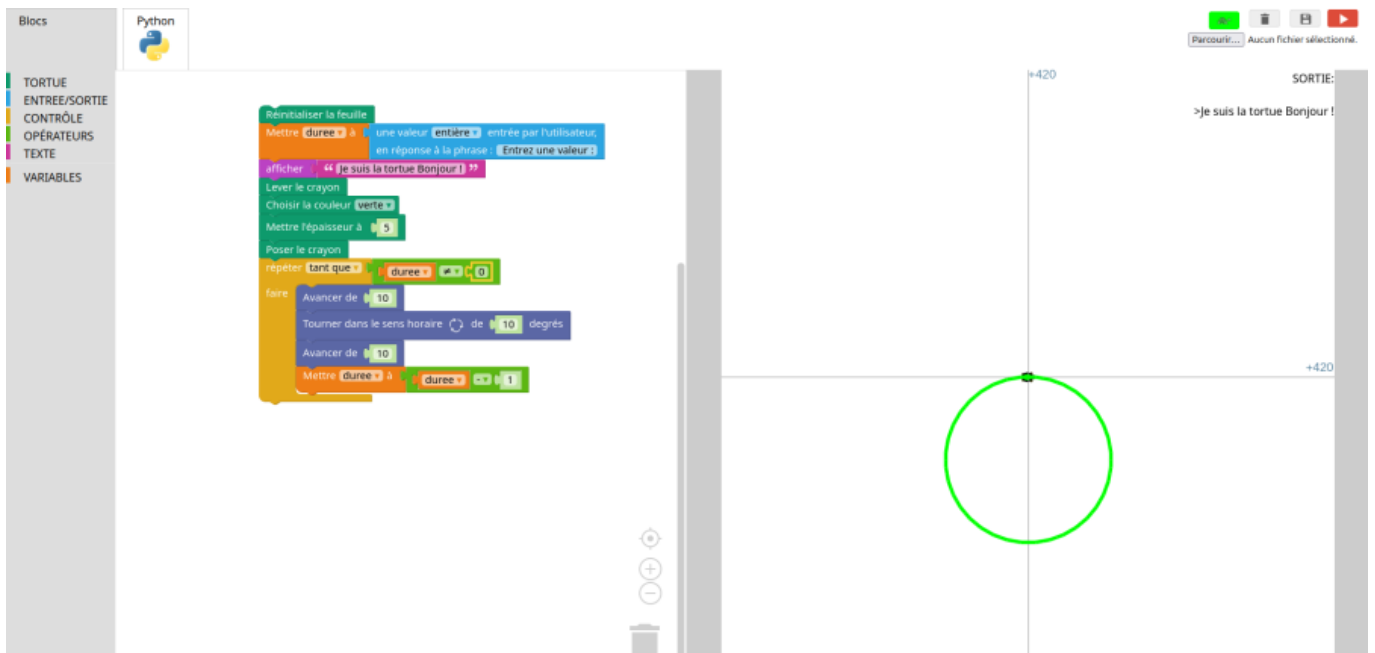 Blocs
Python
Parcourir... Aucun fichier sélectionné.
TORTUE
ENTREE/SORTIE
CONTRÔLE
OPÉRATEURS
TEXTE
VARIABLES
Réinitialiser la feuille
Mettre duree à une valeur entière entrée par l'utilisateur,
en réponse à la phrase : Entrez une valeur :
afficher “ Je suis la tortue Bonjour ! ”
Lever le crayon
Choisir la couleur verte
Mettre l'épaisseur à 5
Poser le crayon
répéter tant que duree ≠ 0
faire
Avancer de 10
Tourner dans le sens horaire de 10 degrés
Avancer de 10
Mettre duree à duree - 1
+420
SORTIE:
>Je suis la tortue Bonjour !
+420